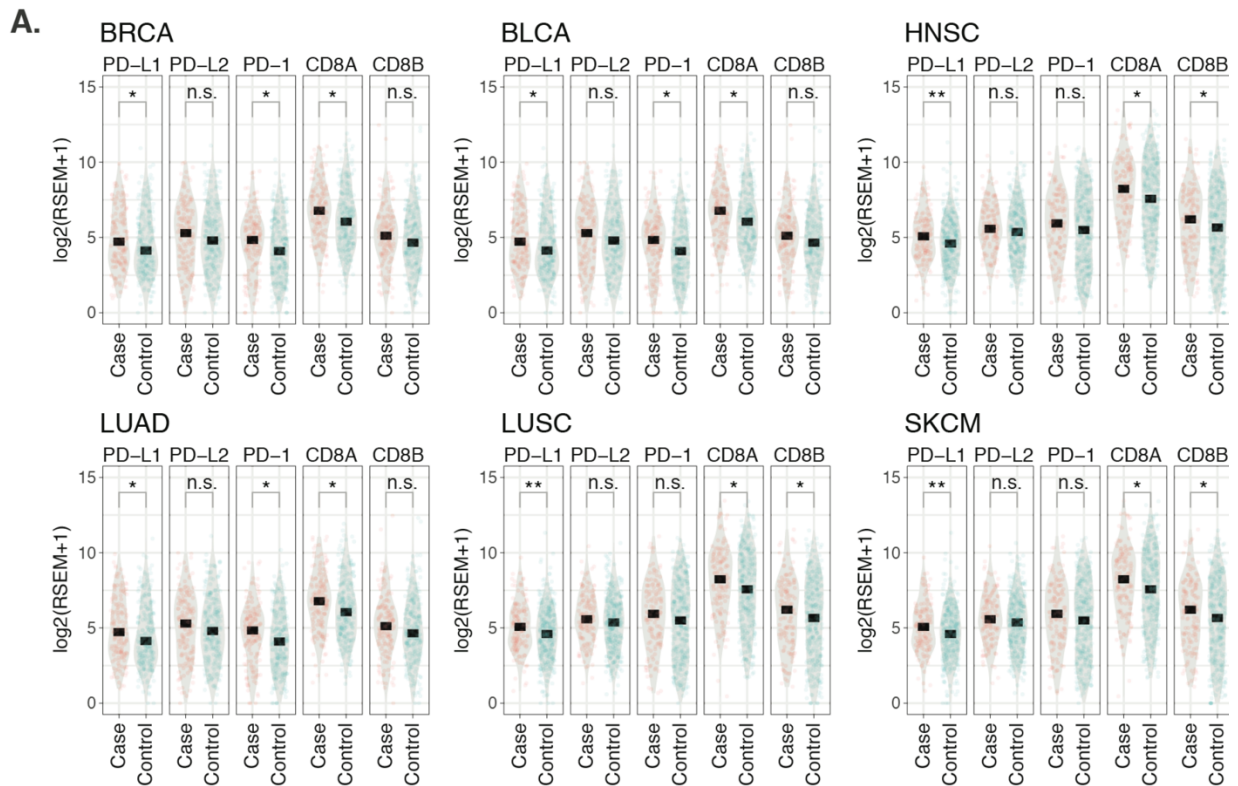 A.
BRCA
PD-L1 PD-L2 PD-1 CD8A CD8B
* n.s. * * n.s.
15
10
5
0
log2(RSEM+1)
Case Control Case Control Case Control Case Control Case Control
BLCA
PD-L1 PD-L2 PD-1 CD8A CD8B
* n.s. * * n.s.
15
10
5
0
log2(RSEM+1)
Case Control Case Control Case Control Case Control Case Control
HNSC
PD-L1 PD-L2 PD-1 CD8A CD8B
** n.s. n.s. * *
15
10
5
0
log2(RSEM+1)
Case Control Case Control Case Control Case Control Case Control
LUAD
PD-L1 PD-L2 PD-1 CD8A CD8B
* n.s. * * n.s.
15
10
5
0
log2(RSEM+1)
Case Control Case Control Case Control Case Control Case Control
LUSC
PD-L1 PD-L2 PD-1 CD8A CD8B
** n.s. n.s. * *
15
10
5
0
log2(RSEM+1)
Case Control Case Control Case Control Case Control Case Control
SKCM
PD-L1 PD-L2 PD-1 CD8A CD8B
** n.s. n.s. * *
15
10
5
0
log2(RSEM+1)
Case Control Case Control Case Control Case Control Case Control